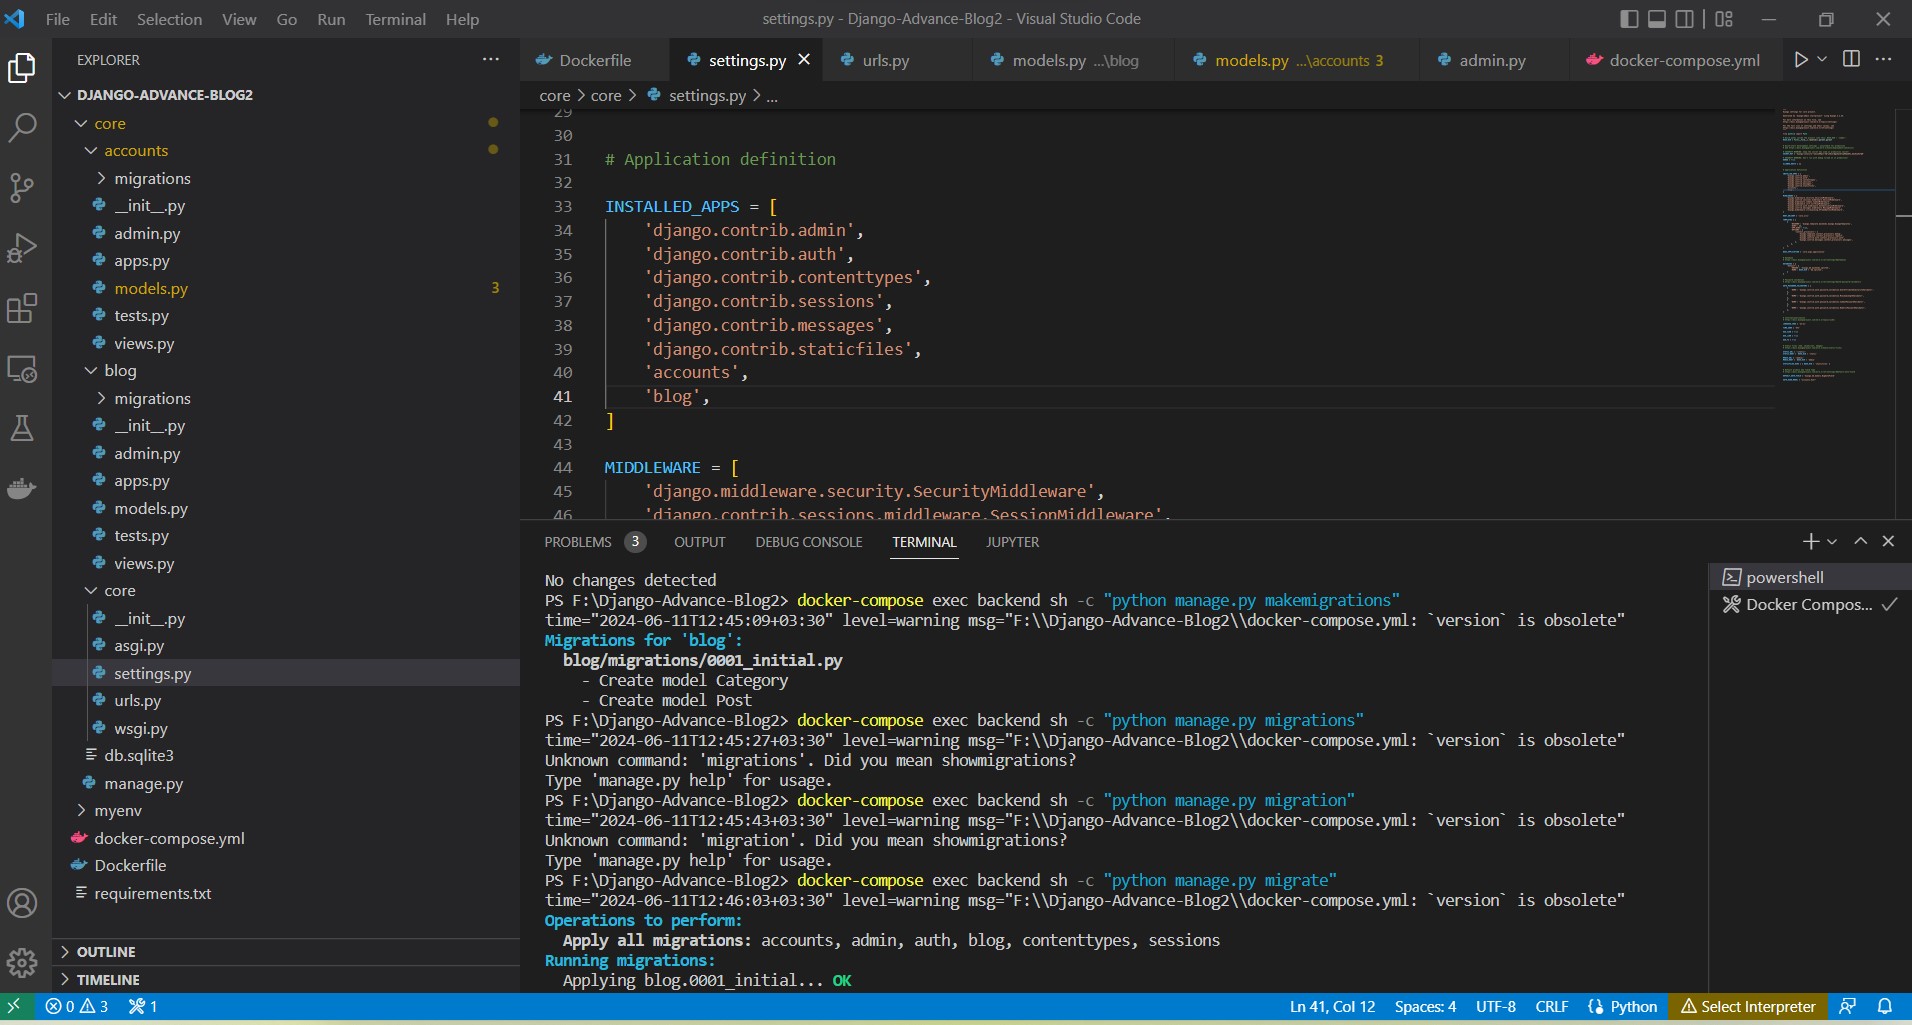 File Edit Selection View Go Run Terminal Help
settings.py - Django-Advance-Blog2 - Visual Studio Code
EXPLORER
DJANGO-ADVANCE-BLOG2
core
accounts
migrations
__init__.py
admin.py
apps.py
models.py 3
tests.py
views.py
blog
migrations
__init__.py
admin.py
apps.py
models.py
tests.py
views.py
core
__init__.py
asgi.py
settings.py
urls.py
wsgi.py
db.sqlite3
manage.py
myenv
docker-compose.yml
Dockerfile
requirements.txt
OUTLINE
TIMELINE
Dockerfile settings.py urls.py models.py ...\blog models.py ...\accounts 3 admin.py docker-compose.yml
core > core > settings.py > ...
29
30
31 # Application definition
32
33 INSTALLED_APPS = [
34 'django.contrib.admin',
35 'django.contrib.auth',
36 'django.contrib.contenttypes',
37 'django.contrib.sessions',
38 'django.contrib.messages',
39 'django.contrib.staticfiles',
40 'accounts',
41 'blog',
42 ]
43
44 MIDDLEWARE = [
45 'django.middleware.security.SecurityMiddleware',
46 'django.contrib.sessions.middleware.SessionMiddleware',
PROBLEMS 3 OUTPUT DEBUG CONSOLE TERMINAL JUPYTER
No changes detected
PS F:\Django-Advance-Blog2> docker-compose exec backend sh -c "python manage.py makemigrations"
time="2024-06-11T12:45:09+03:30" level=warning msg="F:\\Django-Advance-Blog2\\docker-compose.yml: `version` is obsolete"
Migrations for 'blog':
blog/migrations/0001_initial.py
- Create model Category
- Create model Post
PS F:\Django-Advance-Blog2> docker-compose exec backend sh -c "python manage.py migrations"
time="2024-06-11T12:45:27+03:30" level=warning msg="F:\\Django-Advance-Blog2\\docker-compose.yml: `version` is obsolete"
Unknown command: 'migrations'. Did you mean showmigrations?
Type 'manage.py help' for usage.
PS F:\Django-Advance-Blog2> docker-compose exec backend sh -c "python manage.py migration"
time="2024-06-11T12:45:43+03:30" level=warning msg="F:\\Django-Advance-Blog2\\docker-compose.yml: `version` is obsolete"
Unknown command: 'migration'. Did you mean showmigrations?
Type 'manage.py help' for usage.
PS F:\Django-Advance-Blog2> docker-compose exec backend sh -c "python manage.py migrate"
time="2024-06-11T12:46:03+03:30" level=warning msg="F:\\Django-Advance-Blog2\\docker-compose.yml: `version` is obsolete"
Operations to perform:
Apply all migrations: accounts, admin, auth, blog, contenttypes, sessions
Running migrations:
Applying blog.0001_initial... OK
powershell
Docker Compos...
0 3 1
Ln 41, Col 12 Spaces: 4 UTF-8 CRLF Python Select Interpreter